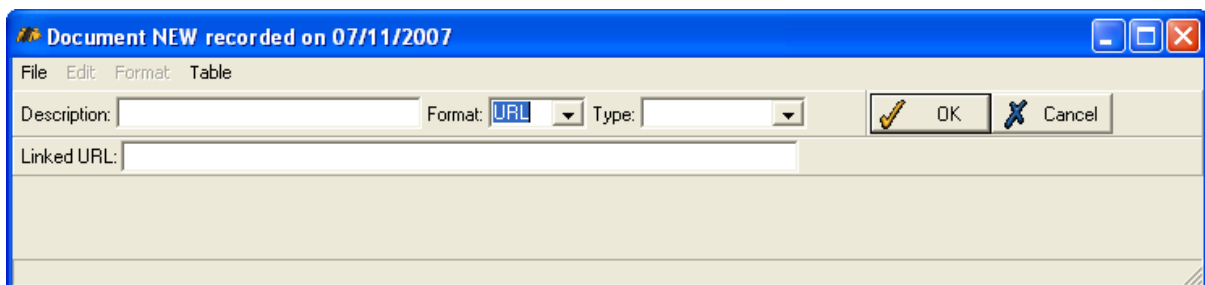 Document NEW recorded on 07/11/2007
File Edit Format Table
Description: Format: URL Type: OK Cancel
Linked URL: